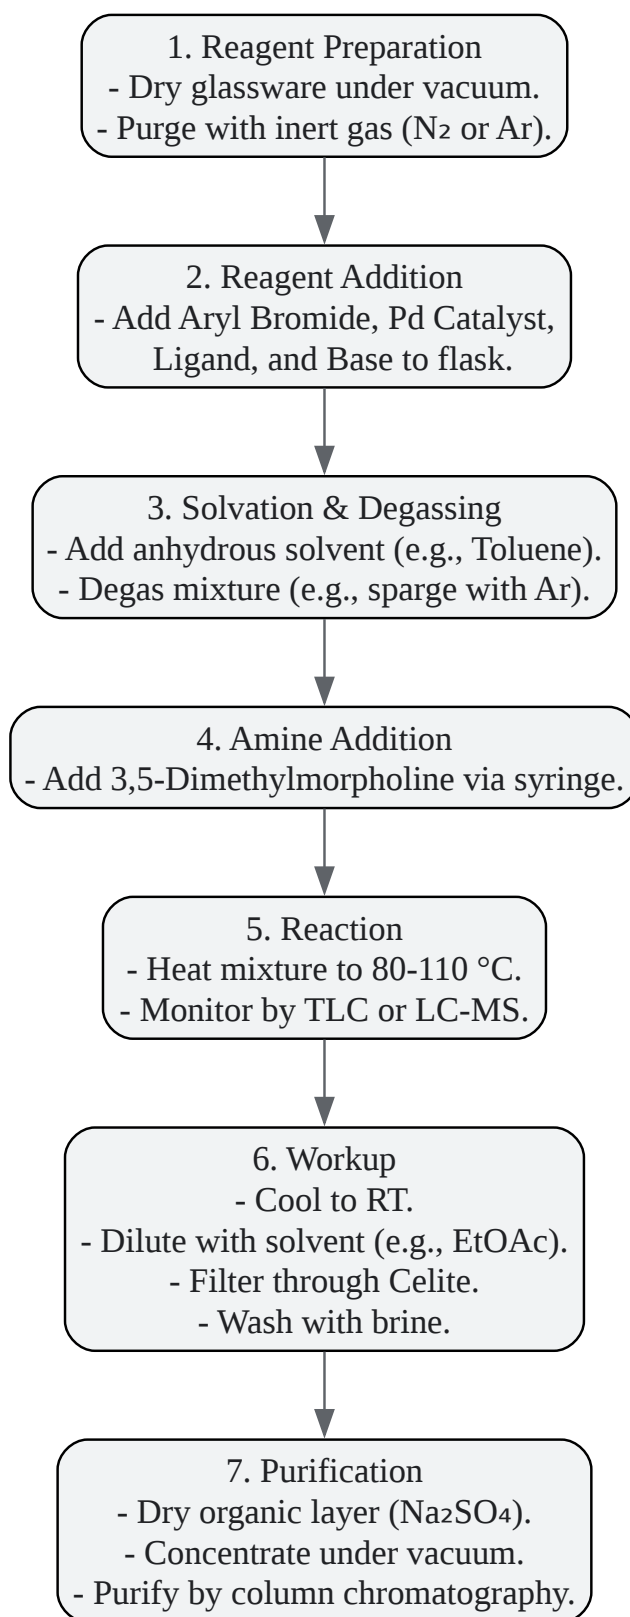 1. Reagent Preparation
- Dry glassware under vacuum.
- Purge with inert gas (N₂ or Ar).
2. Reagent Addition
- Add Aryl Bromide, Pd Catalyst,
Ligand, and Base to flask.
3. Solvation & Degassing
- Add anhydrous solvent (e.g., Toluene).
- Degas mixture (e.g., sparge with Ar).
4. Amine Addition
- Add 3,5-Dimethylmorpholine via syringe.
5. Reaction
- Heat mixture to 80-110 °C.
- Monitor by TLC or LC-MS.
6. Workup
- Cool to RT.
- Dilute with solvent (e.g., EtOAc).
- Filter through Celite.
- Wash with brine.
7. Purification
- Dry organic layer (Na₂SO₄).
- Concentrate under vacuum.
- Purify by column chromatography.